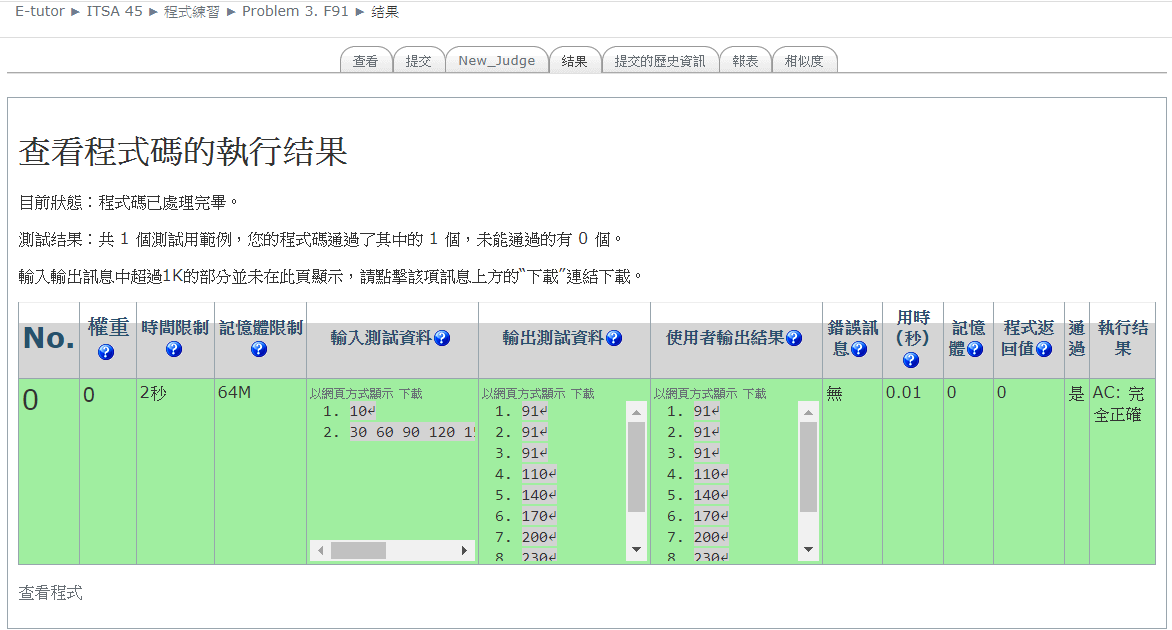 E-tutor ► ITSA 45 ► 程式練習 ► Problem 3. F91 ► 结果
查看 提交 New_Judge 结果 提交的歷史資訊 報表 相似度
查看程式碼的執行结果
目前狀態：程式碼已處理完畢。
測試结果：共 1 個測試用範例，您的程式碼通過了其中的 1 個，未能通過的有 0 個。
輸入輸出訊息中超過1K的部分並未在此頁顯示，請點擊該項訊息上方的“下載”連結下載。
No. 權重 時間限制 記憶體限制 輸入測試資料 輸出測試資料 使用者輸出結果 錯誤訊息 用時(秒) 記憶體 程式返回值 通過 執行结果
0 0 2秒 64M 以網頁方式顯示 下載 以網頁方式顯示 下載 以網頁方式顯示 下載 無 0.01 0 0 是 AC: 完全正確
1. 10↵ 1. 91↵ 1. 91↵
2. 30 60 90 120 15 2. 91↵ 2. 91↵
3. 91↵ 3. 91↵
4. 110↵ 4. 110↵
5. 140↵ 5. 140↵
6. 170↵ 6. 170↵
7. 200↵ 7. 200↵
8. 230↵ 8. 230↵
查看程式